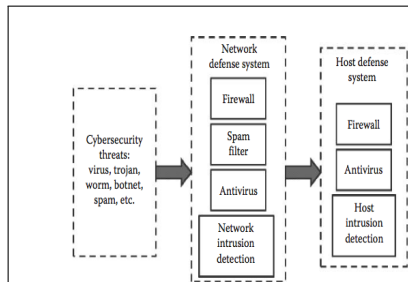 Cybersecurity
threats:
virus, trojan,
worm, botnet,
spam, etc.
Network
defense system
Firewall
Spam
filter
Antivirus
Network
intrusion
detection
Host defense
system
Firewall
Antivirus
Host
intrusion
detection